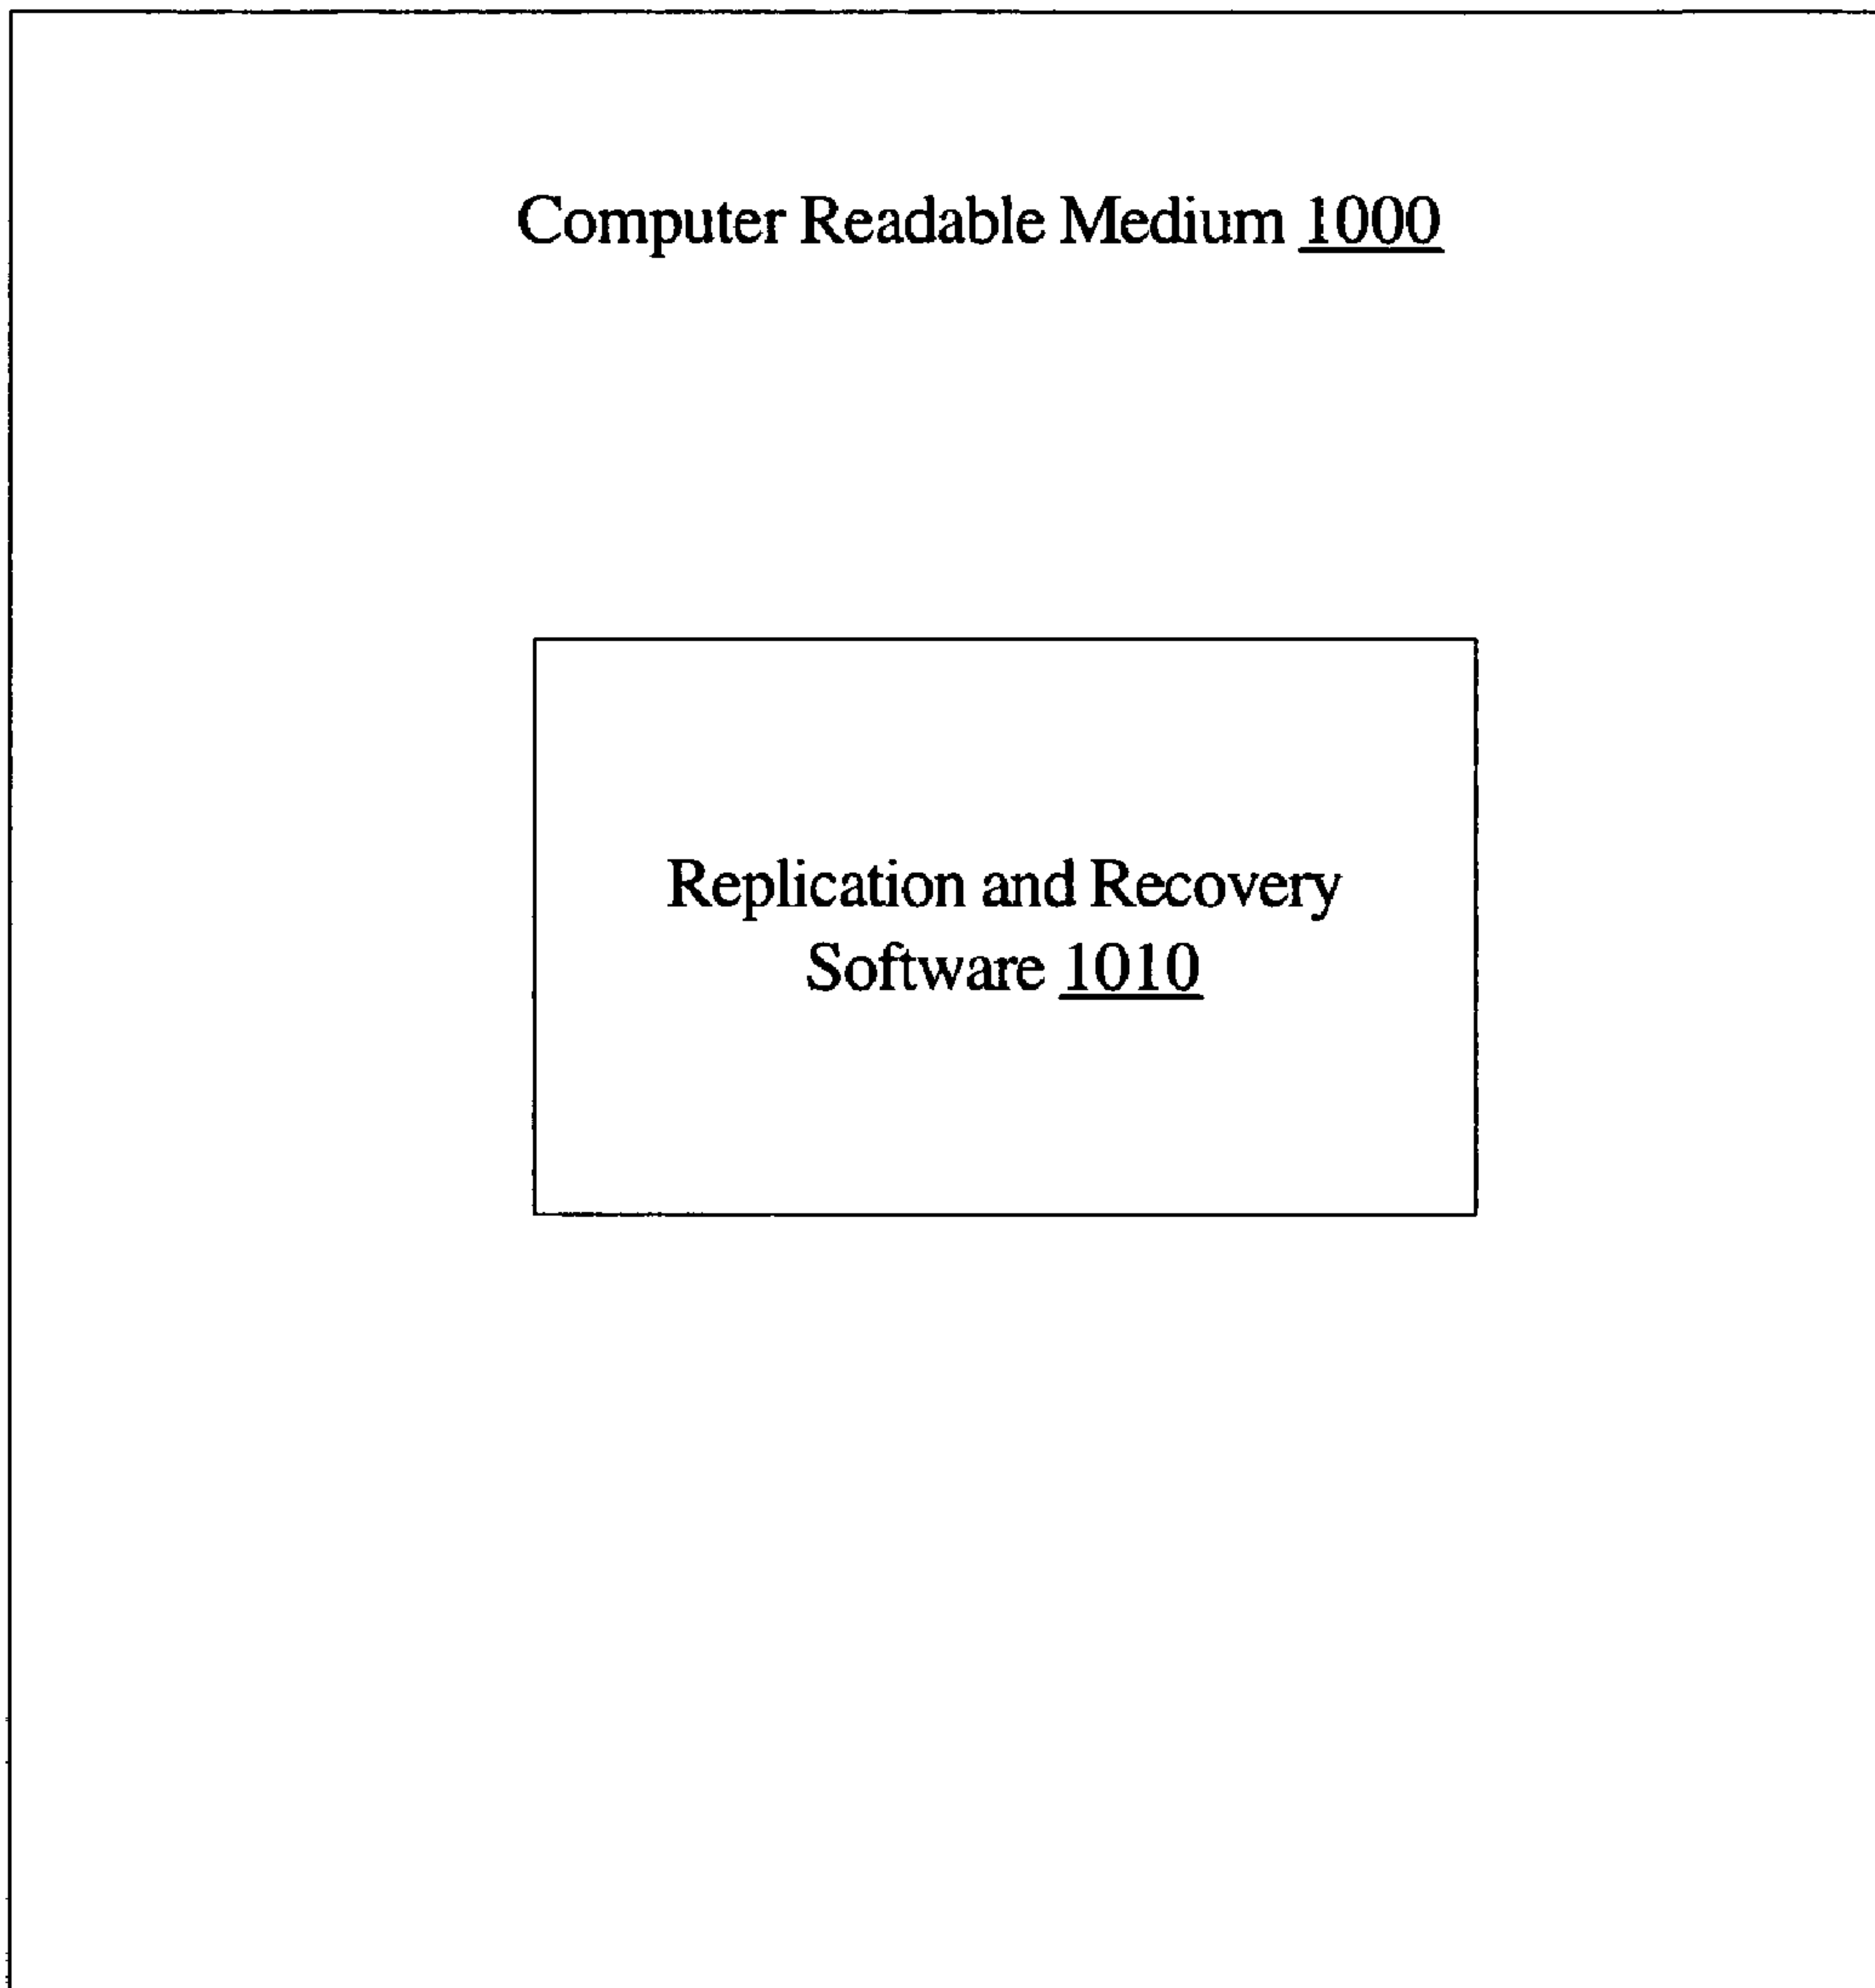 Computer Readable Medium 1000
Replication and Recovery
Software 1010